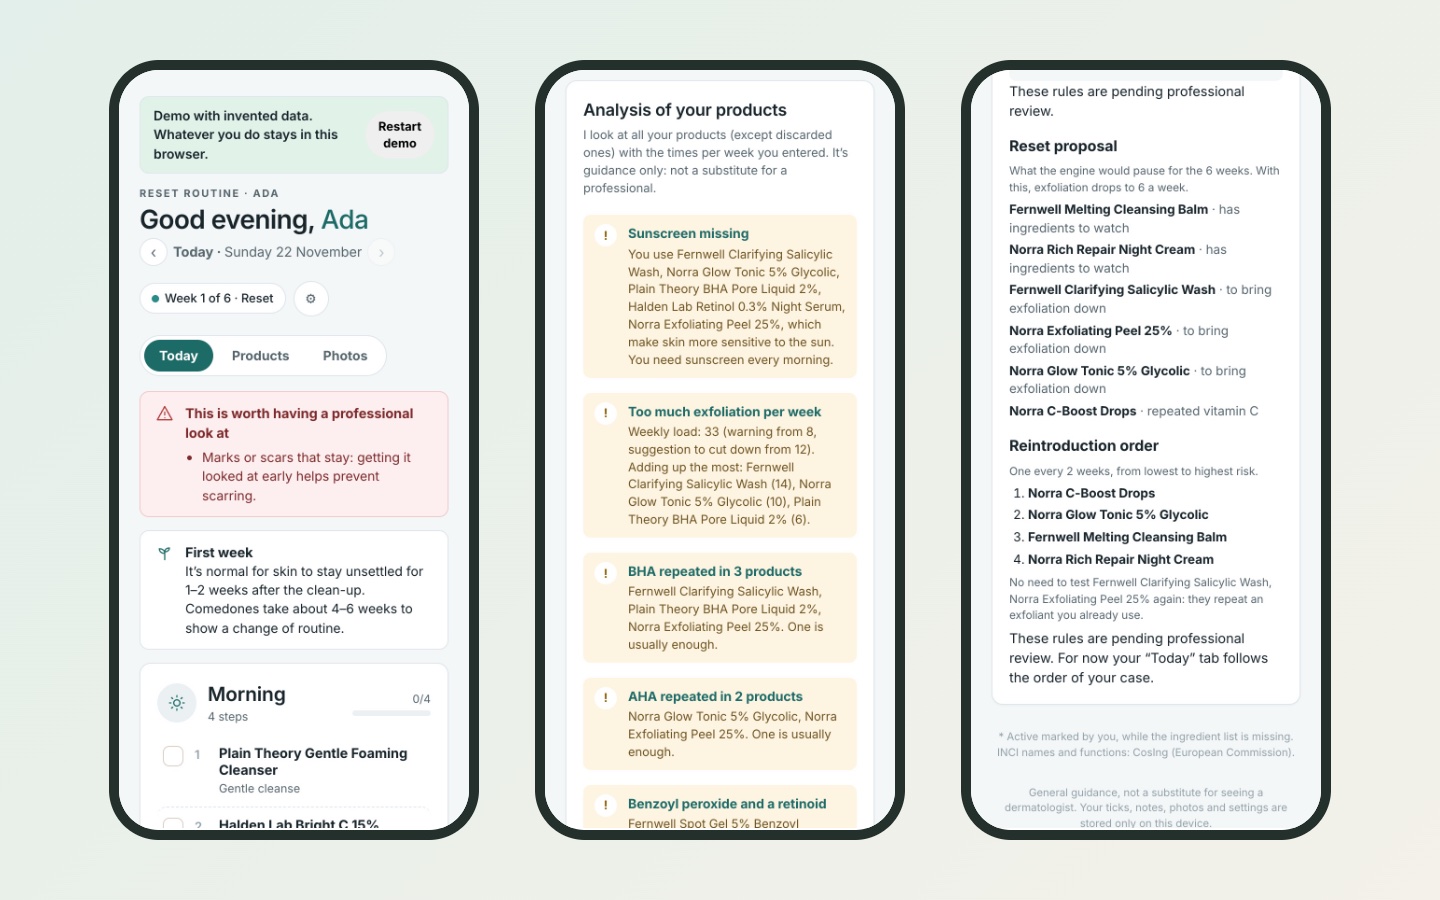 Demo with invented data.
Whatever you do stays in this
browser.
Restart
demo
RESET ROUTINE · ADA
Good evening, Ada
‹ Today · Sunday 22 November ›
Week 1 of 6 · Reset
Today Products Photos
This is worth having a professional
look at
• Marks or scars that stay: getting it
looked at early helps prevent
scarring.
First week
It’s normal for skin to stay unsettled for
1–2 weeks after the clean-up.
Comedones take about 4–6 weeks to
show a change of routine.
Morning
0/4
4 steps
1 Plain Theory Gentle Foaming
Cleanser
Gentle cleanse
2 Halden Lab Bright C 15%
Analysis of your products
I look at all your products (except discarded
ones) with the times per week you entered. It’s
guidance only: not a substitute for a
professional.
! Sunscreen missing
You use Fernwell Clarifying Salicylic
Wash, Norra Glow Tonic 5% Glycolic,
Plain Theory BHA Pore Liquid 2%,
Halden Lab Retinol 0.3% Night Serum,
Norra Exfoliating Peel 25%, which
make skin more sensitive to the sun.
You need sunscreen every morning.
! Too much exfoliation per week
Weekly load: 33 (warning from 8,
suggestion to cut down from 12).
Adding up the most: Fernwell
Clarifying Salicylic Wash (14), Norra
Glow Tonic 5% Glycolic (10), Plain
Theory BHA Pore Liquid 2% (6).
! BHA repeated in 3 products
Fernwell Clarifying Salicylic Wash,
Plain Theory BHA Pore Liquid 2%,
Norra Exfoliating Peel 25%. One is
usually enough.
! AHA repeated in 2 products
Norra Glow Tonic 5% Glycolic, Norra
Exfoliating Peel 25%. One is usually
enough.
! Benzoyl peroxide and a retinoid
Fernwell Spot Gel 5% Benzoyl
These rules are pending professional
review.
Reset proposal
What the engine would pause for the 6 weeks. With
this, exfoliation drops to 6 a week.
Fernwell Melting Cleansing Balm · has
ingredients to watch
Norra Rich Repair Night Cream · has
ingredients to watch
Fernwell Clarifying Salicylic Wash · to bring
exfoliation down
Norra Exfoliating Peel 25% · to bring
exfoliation down
Norra Glow Tonic 5% Glycolic · to bring
exfoliation down
Norra C-Boost Drops · repeated vitamin C
Reintroduction order
One every 2 weeks, from lowest to highest risk.
1. Norra C-Boost Drops
2. Norra Glow Tonic 5% Glycolic
3. Fernwell Melting Cleansing Balm
4. Norra Rich Repair Night Cream
No need to test Fernwell Clarifying Salicylic Wash,
Norra Exfoliating Peel 25% again: they repeat an
exfoliant you already use.
These rules are pending professional
review. For now your “Today” tab follows
the order of your case.
* Active marked by you, while the ingredient list is missing.
INCI names and functions: CosIng (European Commission).
General guidance, not a substitute for seeing a
dermatologist. Your ticks, notes, photos and settings are
stored only on this device.